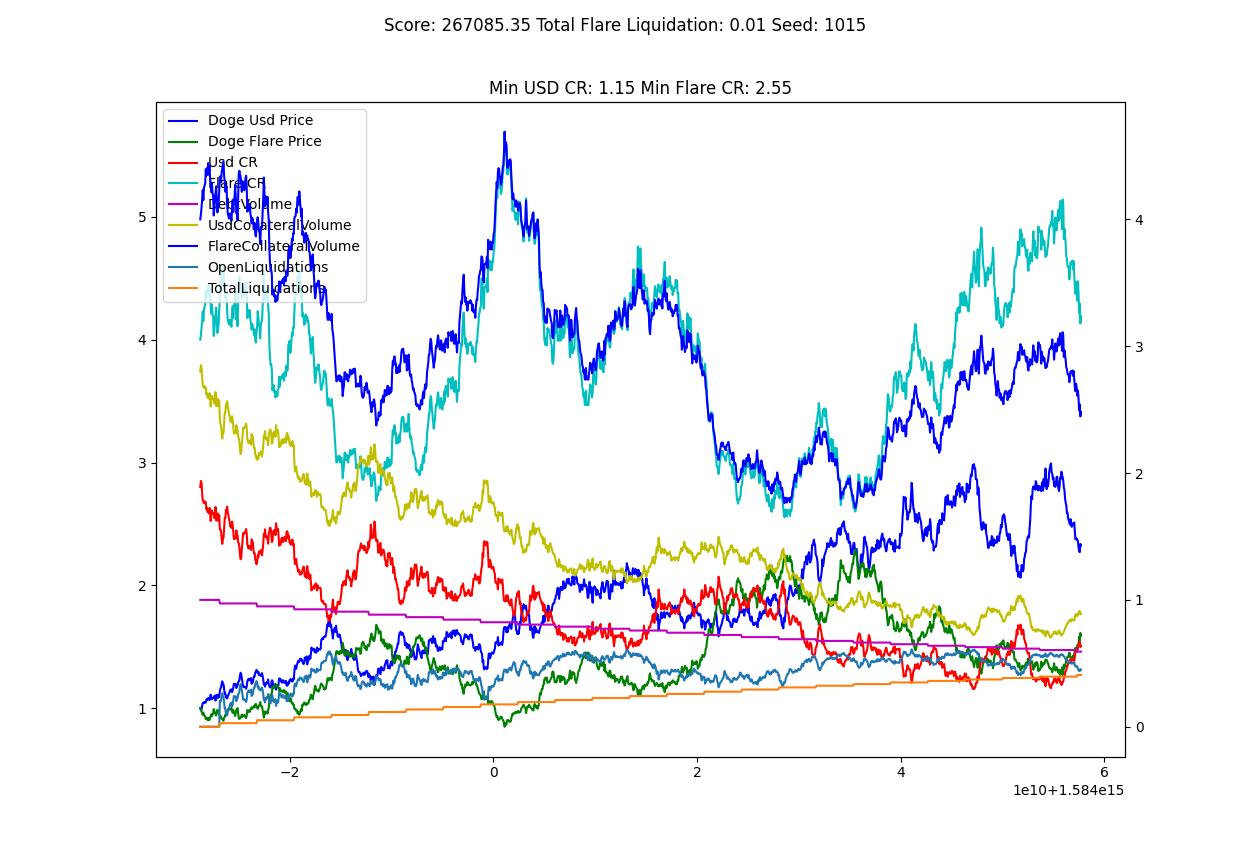 Score: 267085.35 Total Flare Liquidation: 0.01 Seed: 1015
Min USD CR: 1.15 Min Flare CR: 2.55
Doge Usd Price
Doge Flare Price
Usd CR
Flare CR
DebtVolume
UsdCollateralVolume
FlareCollateralVolume
OpenLiquidations
TotalLiquidations
5
4
3
2
1
4
3
2
1
0
−2
0
2
4
6
1e10+1.584e15